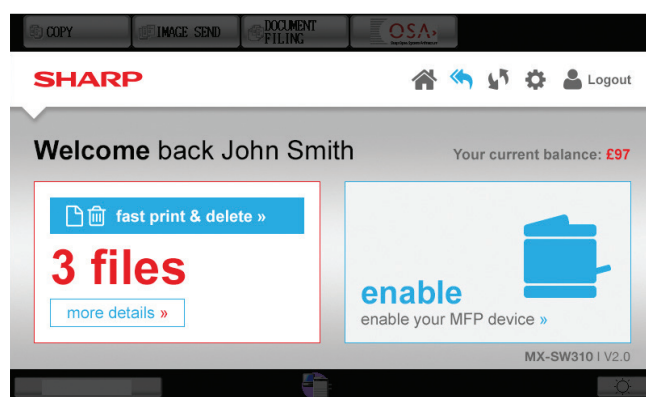 COPY
IMAGE SEND
DOCUMENT
FILING
OSA
SHARP
Logout
Welcome back John Smith
Your current balance: £97
fast print & delete »
3 files
more details »
enable
enable your MFP device »
MX-SW310 | V2.0